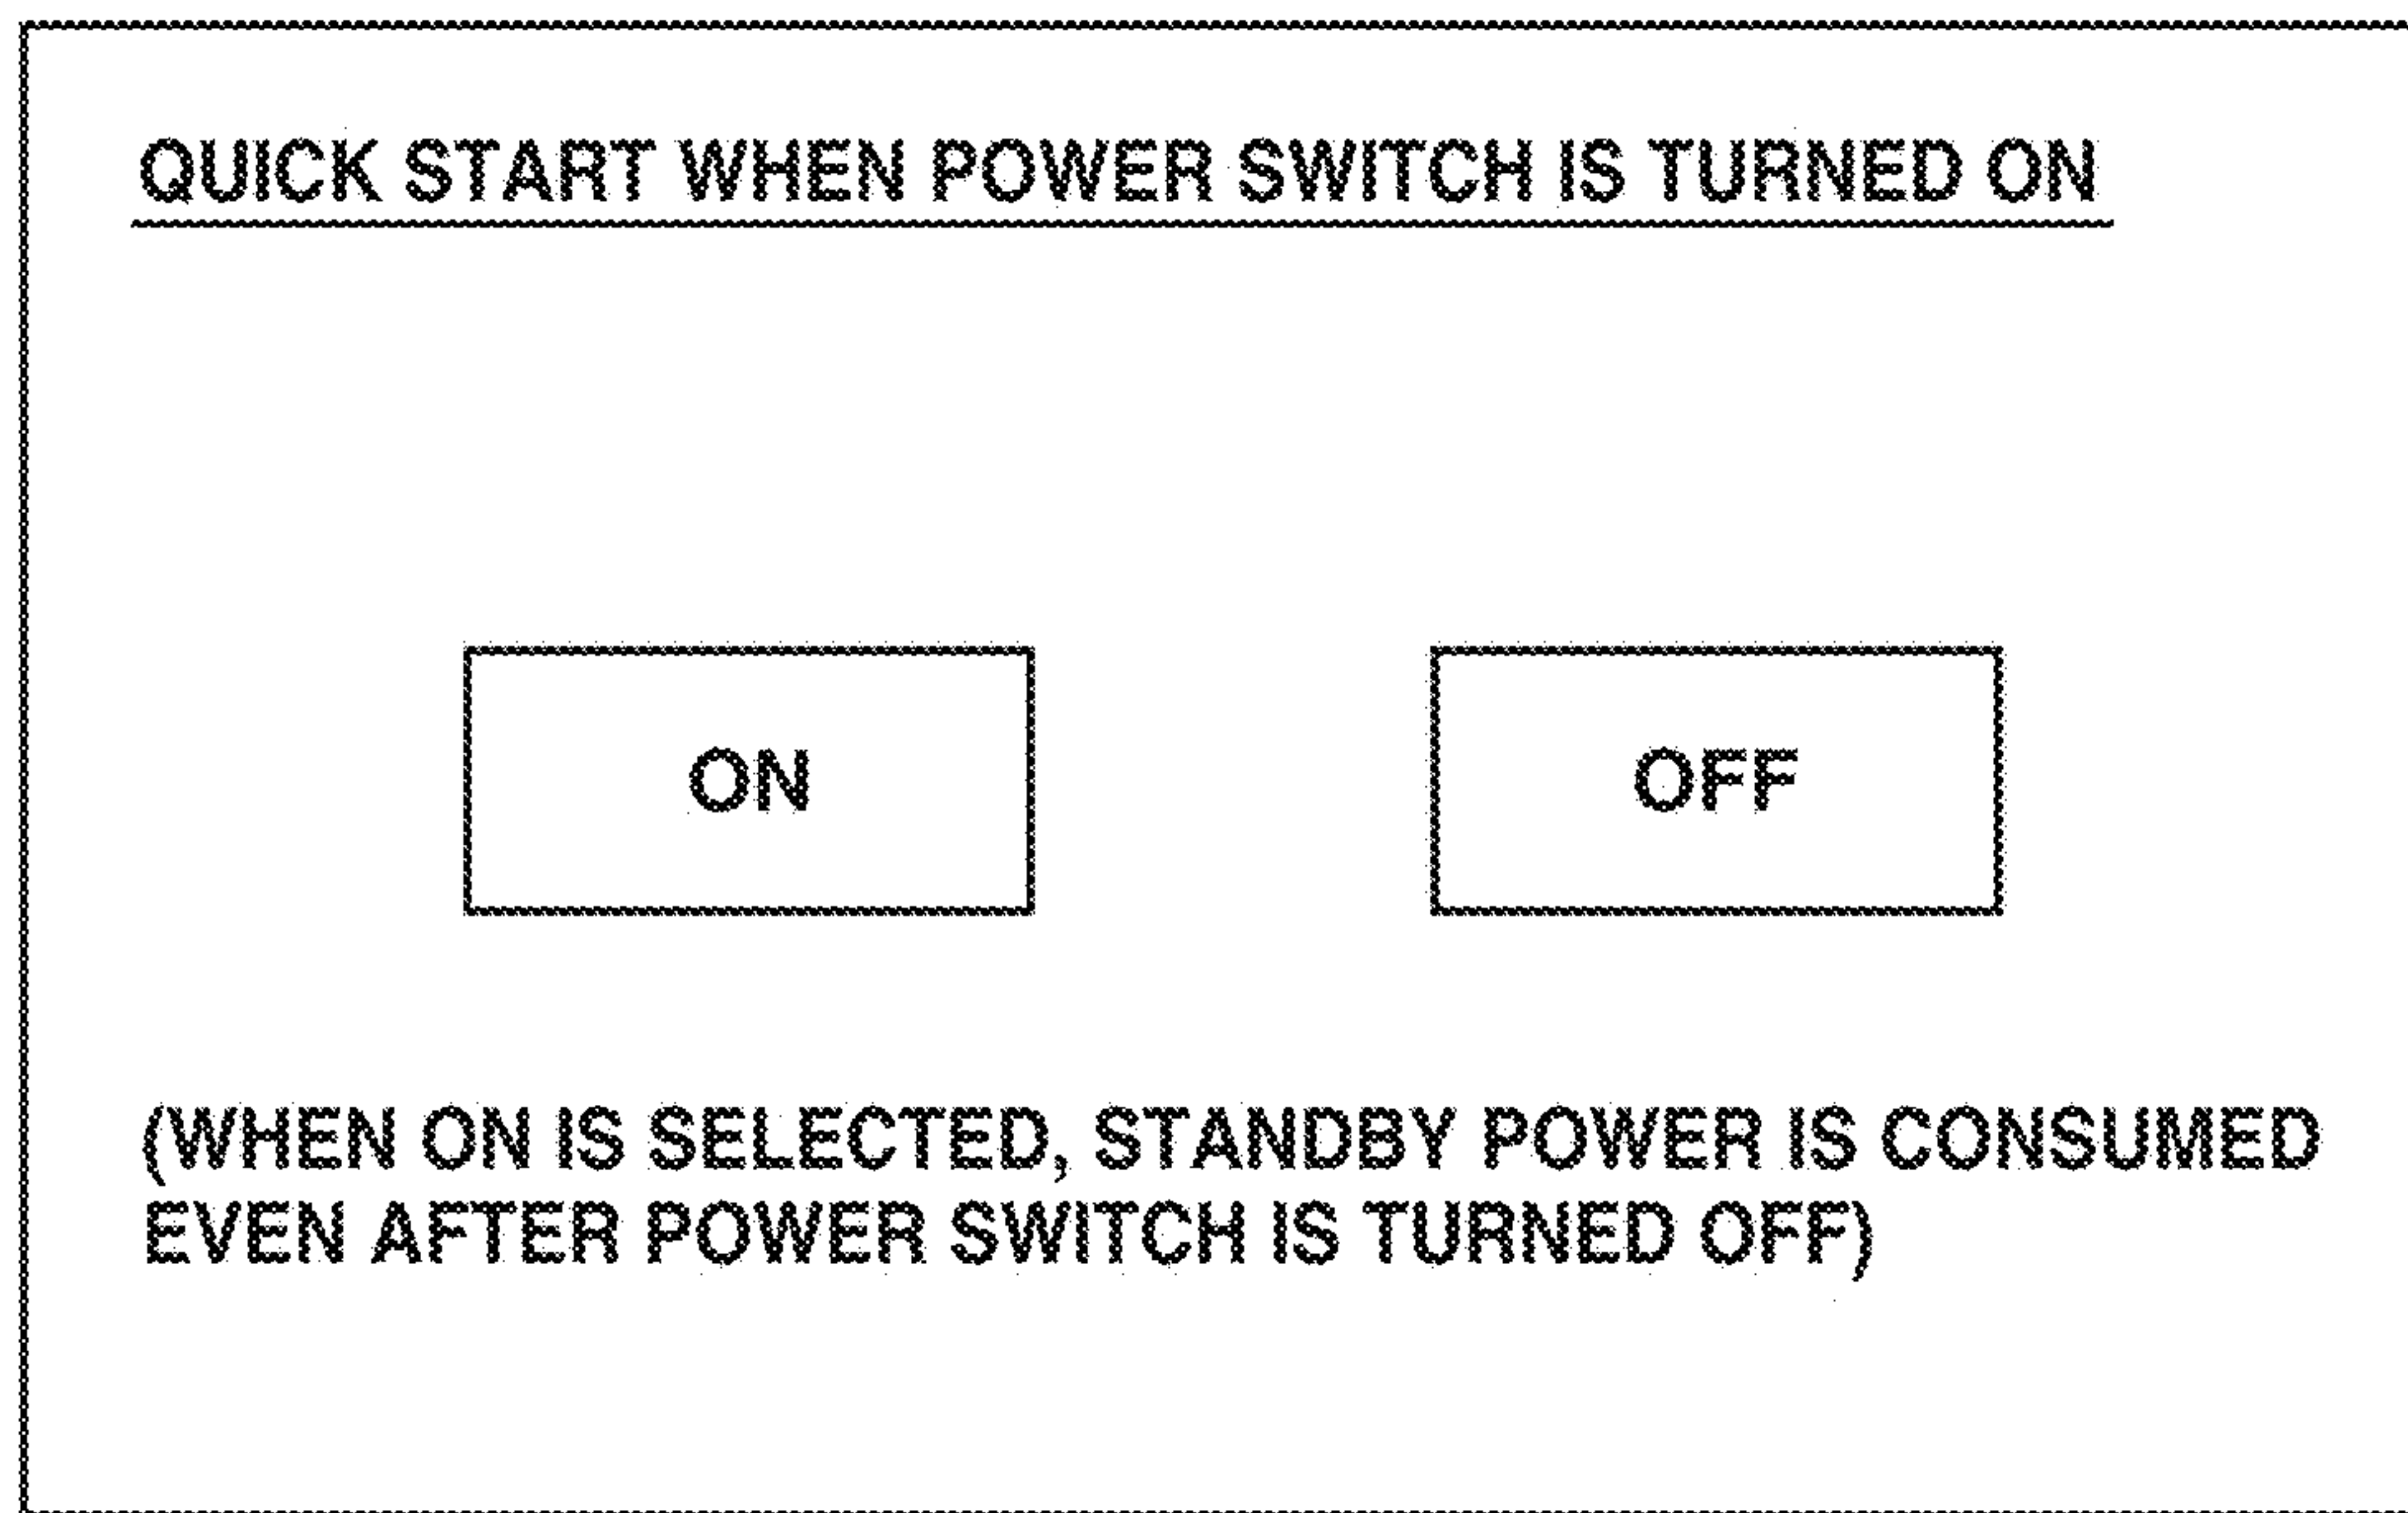 QUICK START WHEN POWER SWITCH IS TURNED ON
ON
OFF
(WHEN ON IS SELECTED, STANDBY POWER IS CONSUMED
EVEN AFTER POWER SWITCH IS TURNED OFF)